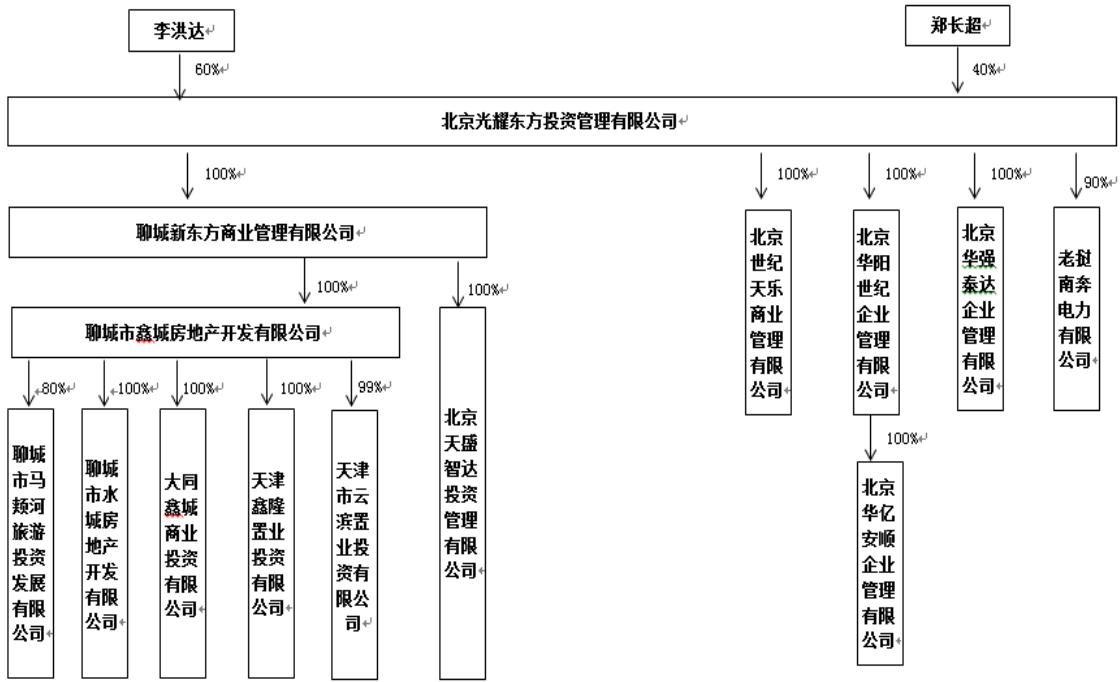 李洪达
郑长超
60%
40%
北京光耀东方投资管理有限公司
100%
100%
100%
100%
90%
聊城新东方商业管理有限公司
北京
世纪
天乐
商业
管理
有限
公司
北京
华阳
世纪
企业
管理
有限
公司
北京
华强
泰达
企业
管理
有限
公司
老挝
南奔
电力
有限
公司
100%
100%
聊城市鑫城房地产开发有限公司
80%
100%
100%
100%
99%
聊城
市马
颊河
旅游
投资
发展
有限
公司
聊城
市水
城房
地产
开发
有限
公司
大同
鑫城
商业
投资
有限
公司
天津
鑫隆
置业
投资
有限
公司
天津
市云
滨置
业投
资有
限公
司
北京
天盛
智达
投资
管理
有限
公司
100%
北京
华亿
安顺
企业
管理
有限
公司